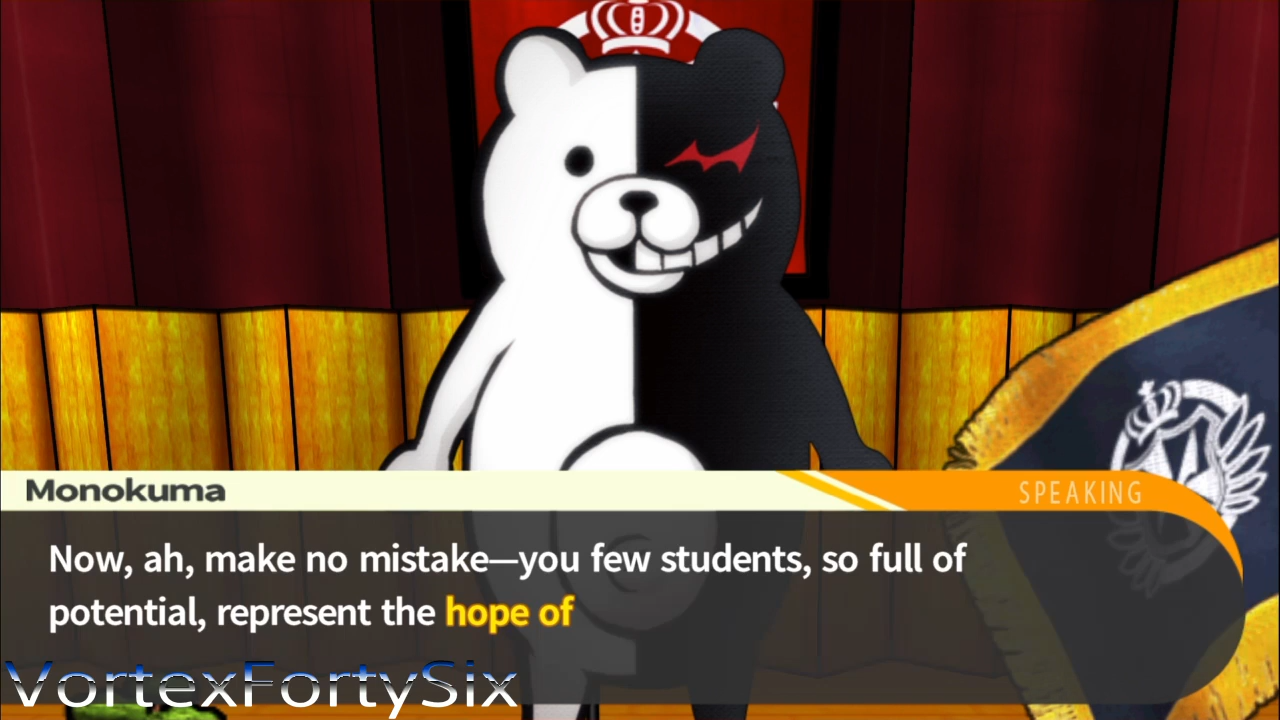 Monokuma
SPEAKING
Now, ah, make no mistake—you few students, so full of
potential, represent the hope of
VortexFortySix